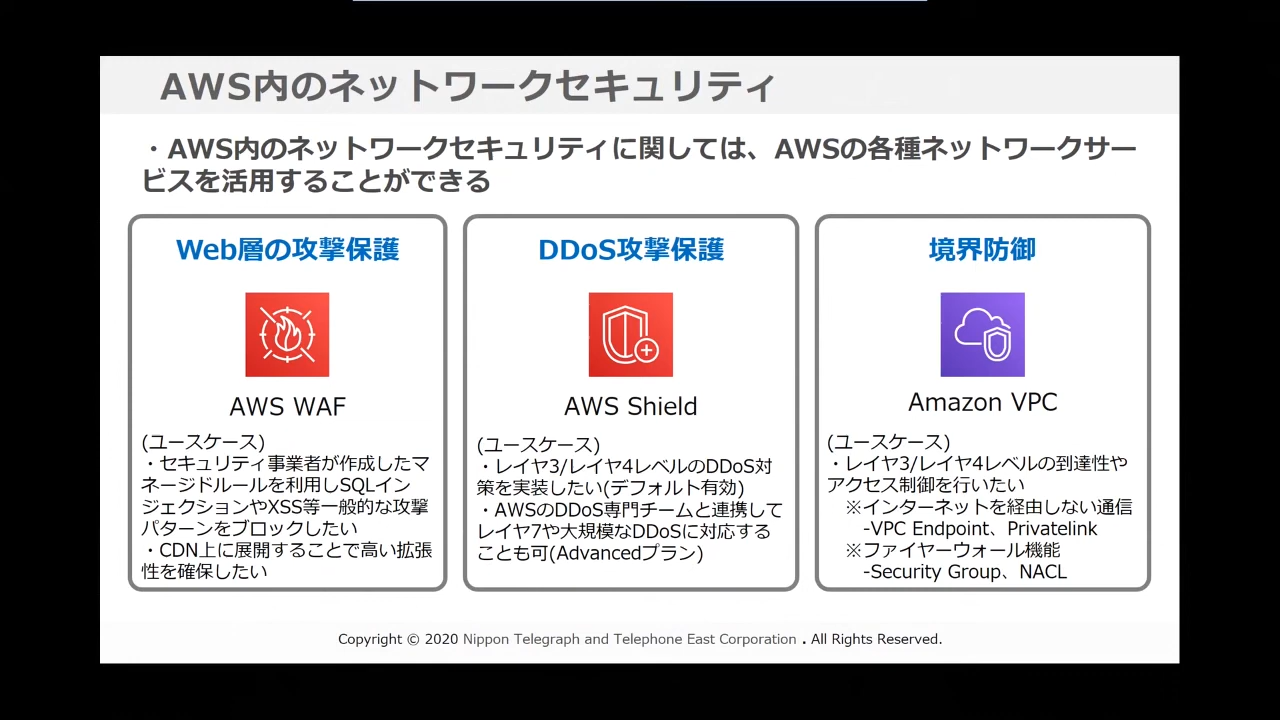 AWS内のネットワークセキュリティ
・AWS内のネットワークセキュリティに関しては、AWSの各種ネットワークサー
ビスを活用することができる
Web層の攻撃保護
AWS WAF
(ユースケース)
・セキュリティ事業者が作成したマ
ネージドルールを利用しSQLイン
ジェクションやXSS等一般的な攻撃
パターンをブロックしたい
・CDN上に展開することで高い拡張
性を確保したい
DDoS攻撃保護
AWS Shield
(ユースケース)
・レイヤ3/レイヤ4レベルのDDoS対
策を実装したい(デフォルト有効)
・AWSのDDoS専門チームと連携して
レイヤ7や大規模なDDoSに対応する
ことも可(Advancedプラン)
境界防御
Amazon VPC
(ユースケース)
・レイヤ3/レイヤ4レベルの到達性や
アクセス制御を行いたい
※インターネットを経由しない通信
-VPC Endpoint、Privatelink
※ファイヤーウォール機能
-Security Group、NACL
Copyright © 2020 Nippon Telegraph and Telephone East Corporation . All Rights Reserved.